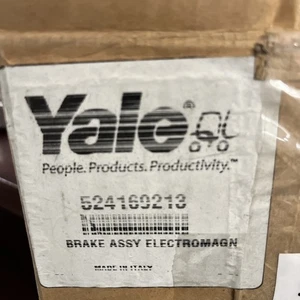 Yale
People. Products. Productivity.™
524160213
BRAKE ASSY ELECTROMAGN
MADE IN ITALY